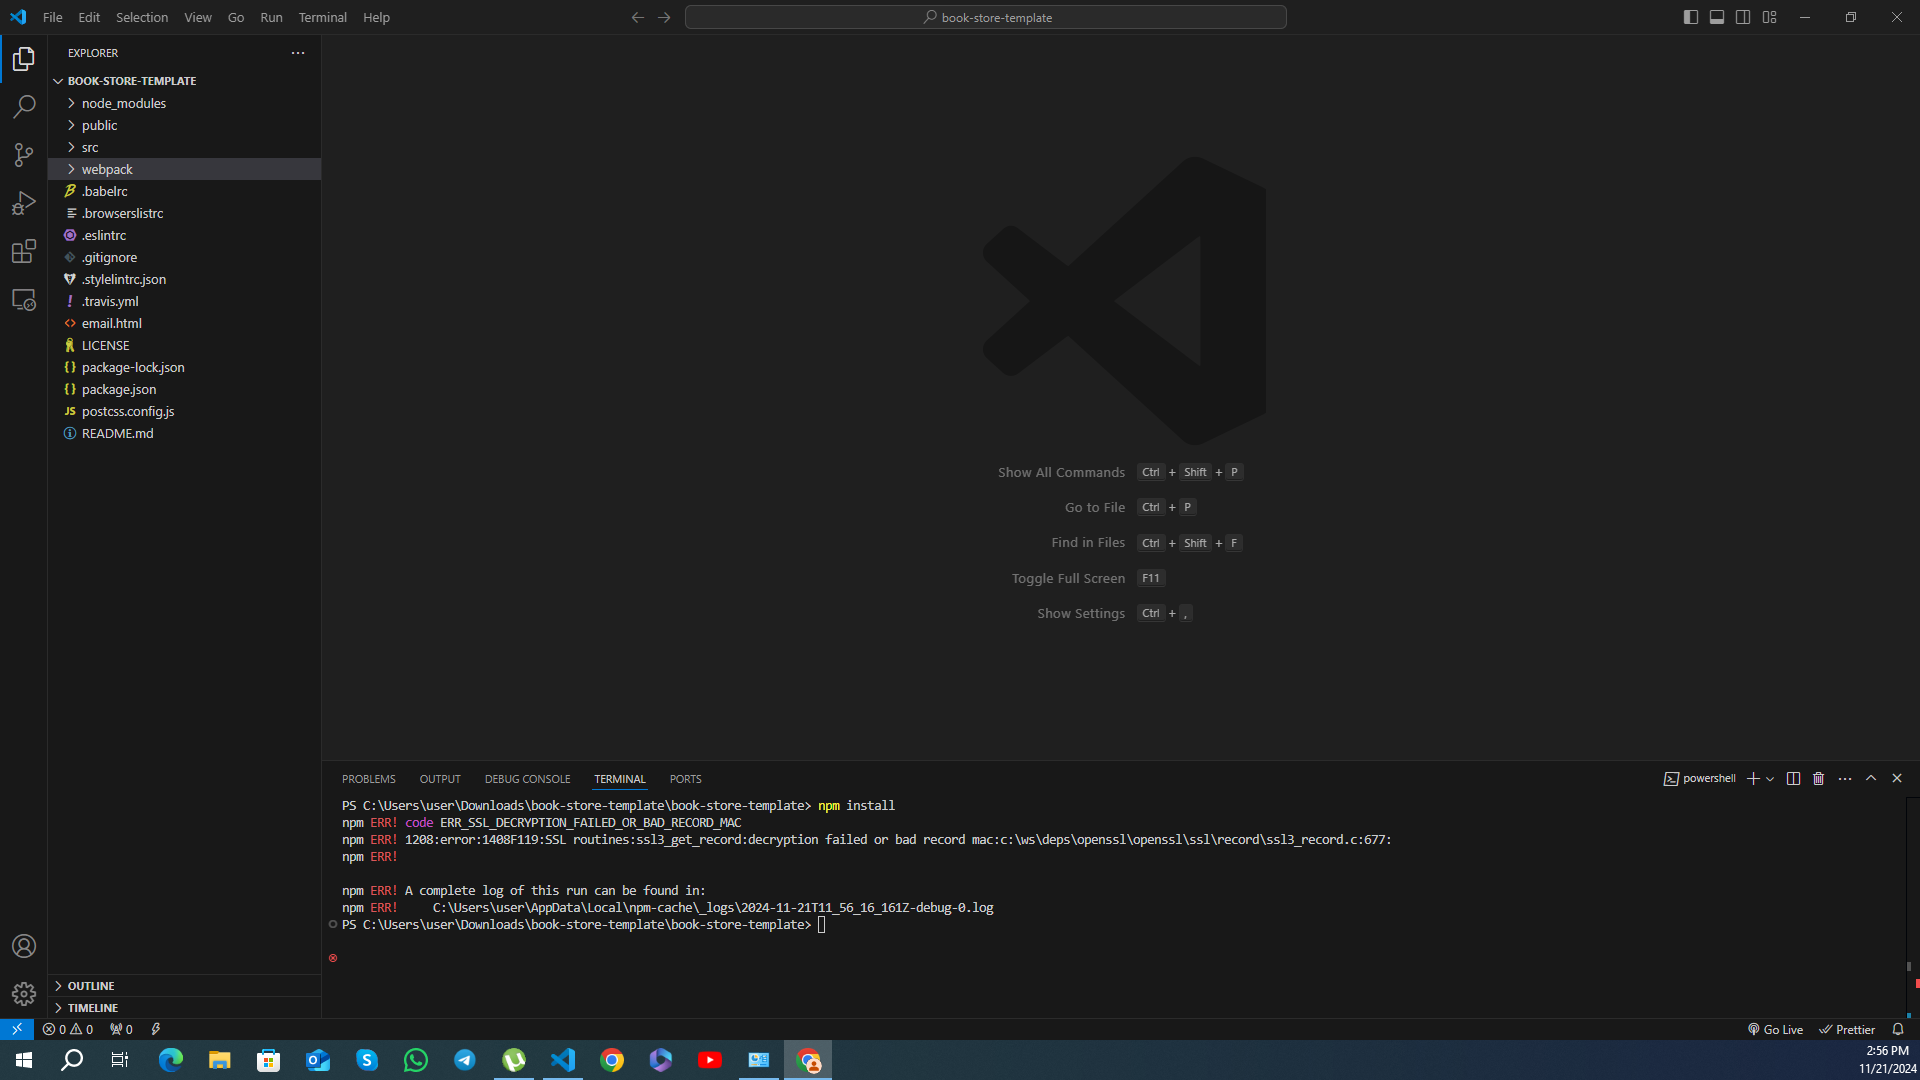 File Edit Selection View Go Run Terminal Help
book-store-template
EXPLORER
BOOK-STORE-TEMPLATE
node_modules
public
src
webpack
.babelrc
.browserslistrc
.eslintrc
.gitignore
.stylelintrc.json
.travis.yml
email.html
LICENSE
package-lock.json
package.json
JS postcss.config.js
README.md
Show All Commands Ctrl + Shift + P
Go to File Ctrl + P
Find in Files Ctrl + Shift + F
Toggle Full Screen F11
Show Settings Ctrl + ,
PROBLEMS OUTPUT DEBUG CONSOLE TERMINAL PORTS
powershell
PS C:\Users\user\Downloads\book-store-template\book-store-template> npm install
npm ERR! code ERR_SSL_DECRYPTION_FAILED_OR_BAD_RECORD_MAC
npm ERR! 1208:error:1408F119:SSL routines:ssl3_get_record:decryption failed or bad record mac:c:\ws\deps\openssl\openssl\ssl\record\ssl3_record.c:677:
npm ERR!
npm ERR! A complete log of this run can be found in:
npm ERR!     C:\Users\user\AppData\Local\npm-cache\_logs\2024-11-21T11_56_16_161Z-debug-0.log
PS C:\Users\user\Downloads\book-store-template\book-store-template>
OUTLINE
TIMELINE
0 0 0
Go Live Prettier
2:56 PM
11/21/2024